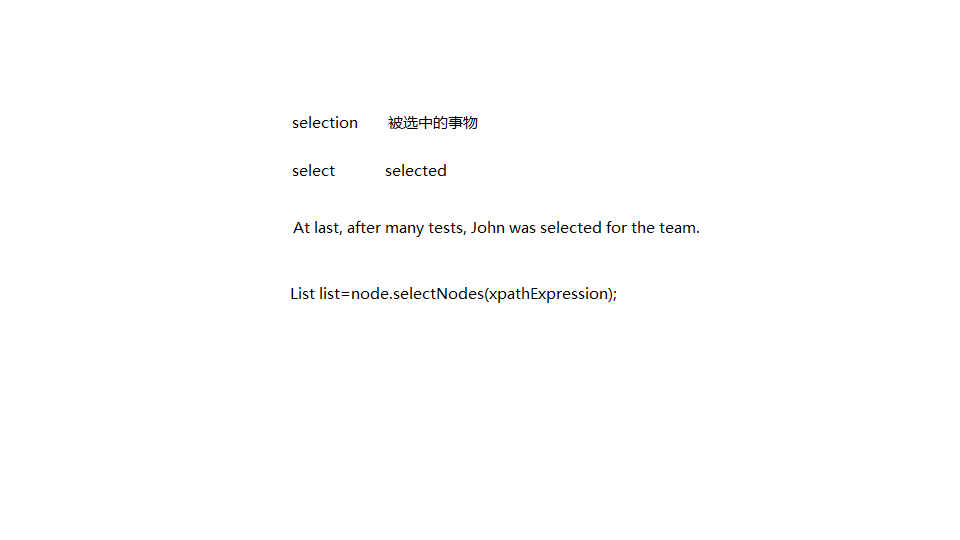 selection 被选中的事物
select selected
At last, after many tests, John was selected for the team.
List list=node.selectNodes(xpathExpression);